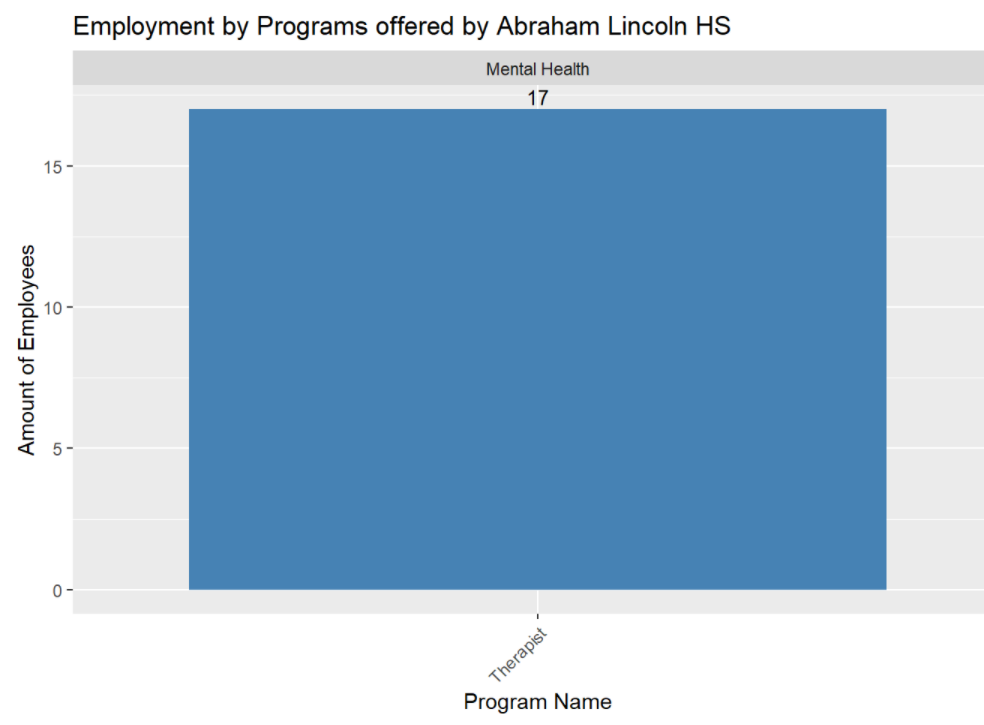 Employment by Programs offered by Abraham Lincoln HS
Mental Health
17
15
10
5
0
Amount of Employees
Therapist
Program Name